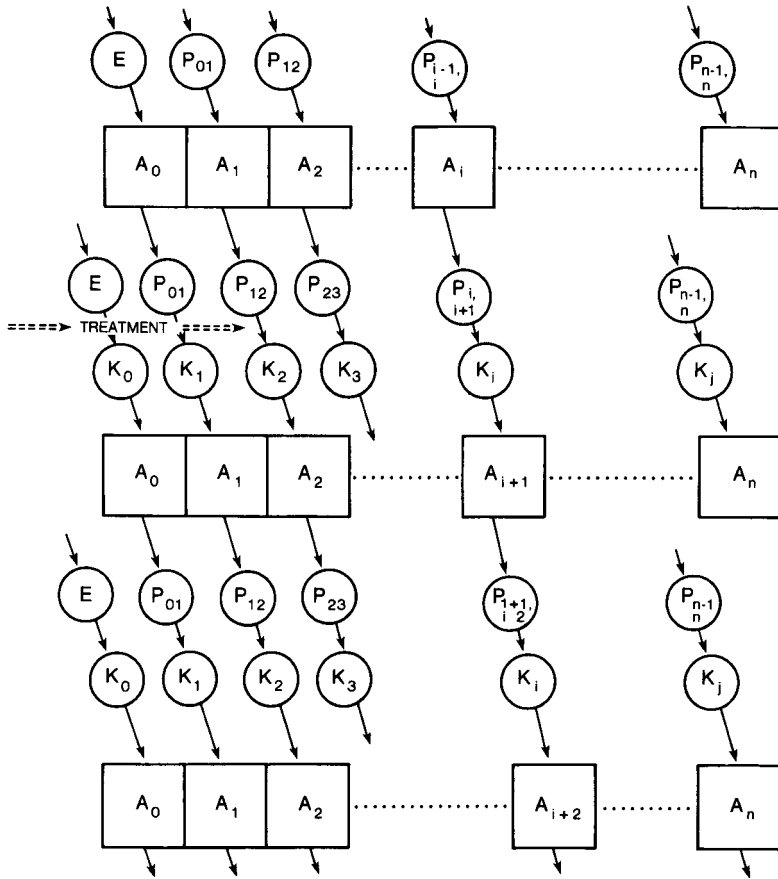 E P01 P12 Pi-1, i Pn-1, n
A0 A1 A2 Ai An
E P01 P12 P23 Pi, i+1 Pn-1, n
TREATMENT
K0 K1 K2 K3 Ki Kj
A0 A1 A2 Ai+1 An
E P01 P12 P23 P1+1, i 2 Pn-1 n
K0 K1 K2 K3 Ki Kj
A0 A1 A2 Ai+2 An